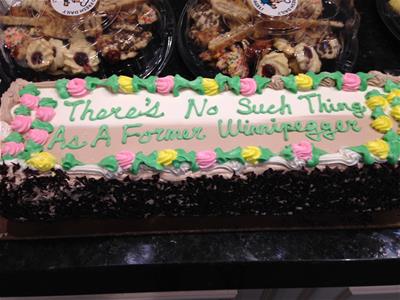 There's No Such Thing
As A Former Winnipegger